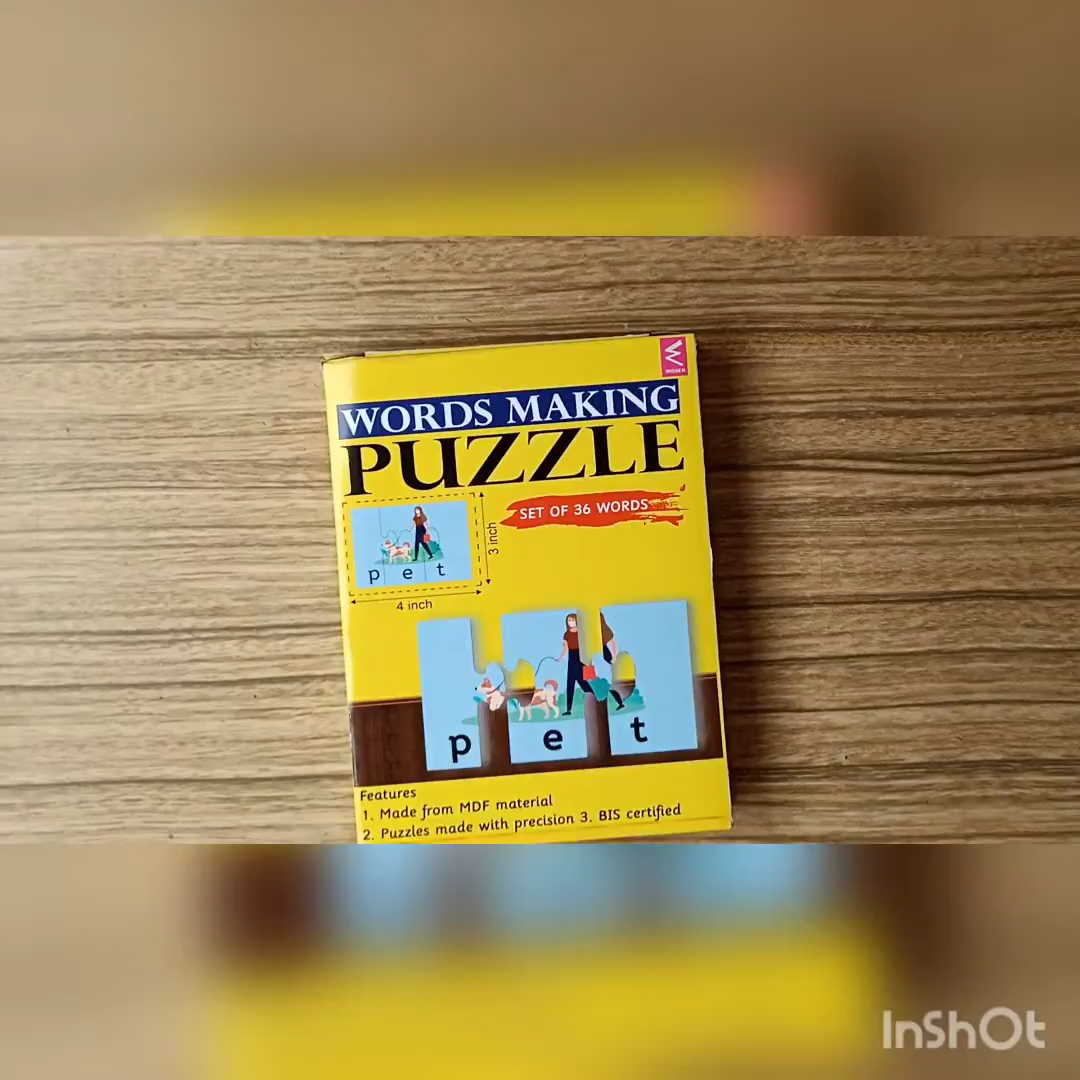 WORDS MAKING
PUZZLE
SET OF 36 WORDS
p e t
3 inch
4 inch
p e t
Features
1. Made from MDF material
2. Puzzles made with precision 3. BIS certified
InShOt